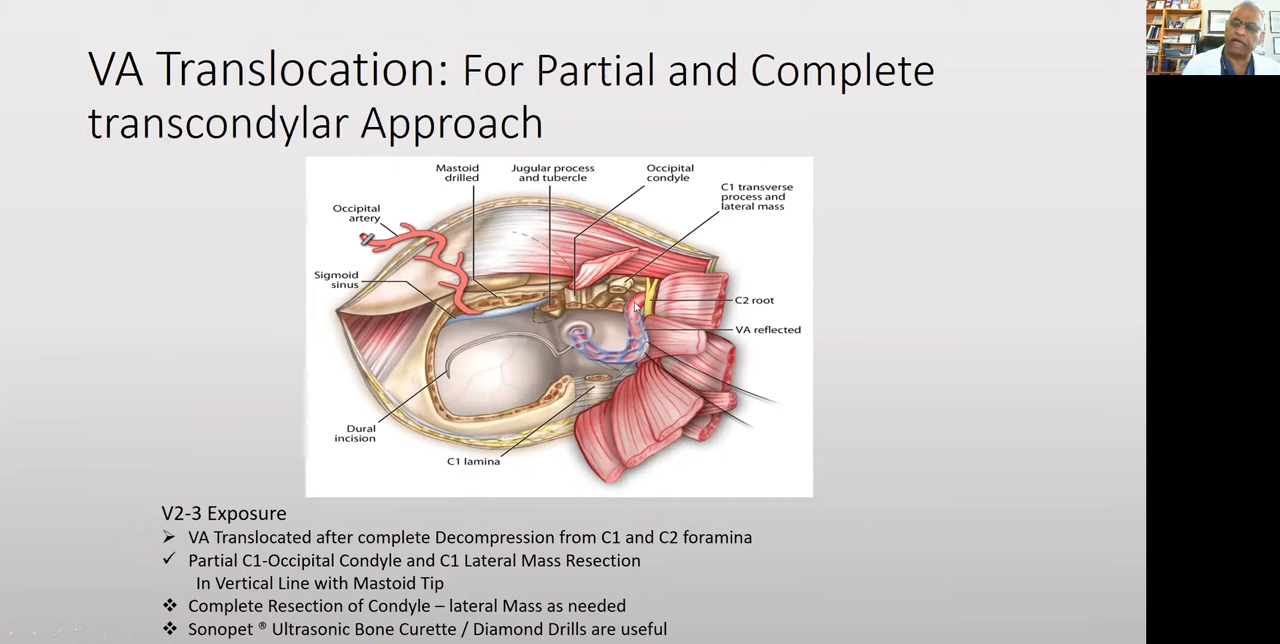 VA Translocation: For Partial and Complete
transcondylar Approach
Mastoid
drilled
Jugular process
and tubercle
Occipital
condyle
C1 transverse
process and
lateral mass
Occipital
artery
Sigmoid
sinus
C2 root
VA reflected
Dural
incision
C1 lamina
V2-3 Exposure
➢ VA Translocated after complete Decompression from C1 and C2 foramina
✓ Partial C1-Occipital Condyle and C1 Lateral Mass Resection
In Vertical Line with Mastoid Tip
❖ Complete Resection of Condyle – lateral Mass as needed
❖ Sonopet ® Ultrasonic Bone Curette / Diamond Drills are useful